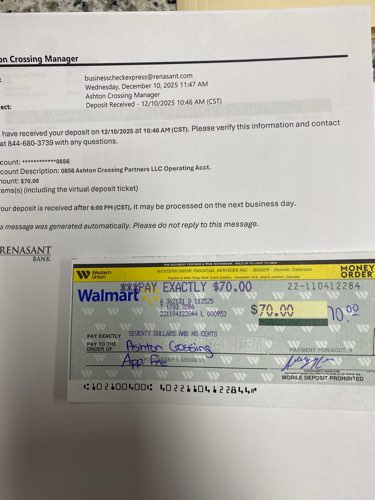 on Crossing Manager
businesscheckexpress@renasant.com
Wednesday, December 10, 2025 11:47 AM
Ashton Crossing Manager
ect: Deposit Received - 12/10/2025 10:46 AM (CST)
have received your deposit on 12/10/2025 at 10:46 AM (CST). Please verify this information and contact
at 844-680-3739 with any questions.
count: ************0856
count Description: 0856 Ashton Crossing Partners LLC Operating Acct.
nount: $70.00
tems(s) (including the virtual deposit ticket)
our deposit is received after 6:00 PM (CST), it may be processed on the next business day.
s message was generated automatically. Please do not reply to this message.
RENASANT
BANK
Western Union
WESTERN UNION FINANCIAL SERVICES INC. - ISSUER - Denver, Colorado
MONEY ORDER
***PAY EXACTLY $70.00
22-110412284
Walmart
$70.00
70.00
221104122844 L 000952
PAY EXACTLY SEVENTY DOLLARS AND NO CENTS
PAY TO THE ORDER OF Ashton Crossing
PAYMENT FOR/ACCT. #
App Fee
MOBILE DEPOSIT PROHIBITED
⑆102100400⑆ 40221104122844⑈